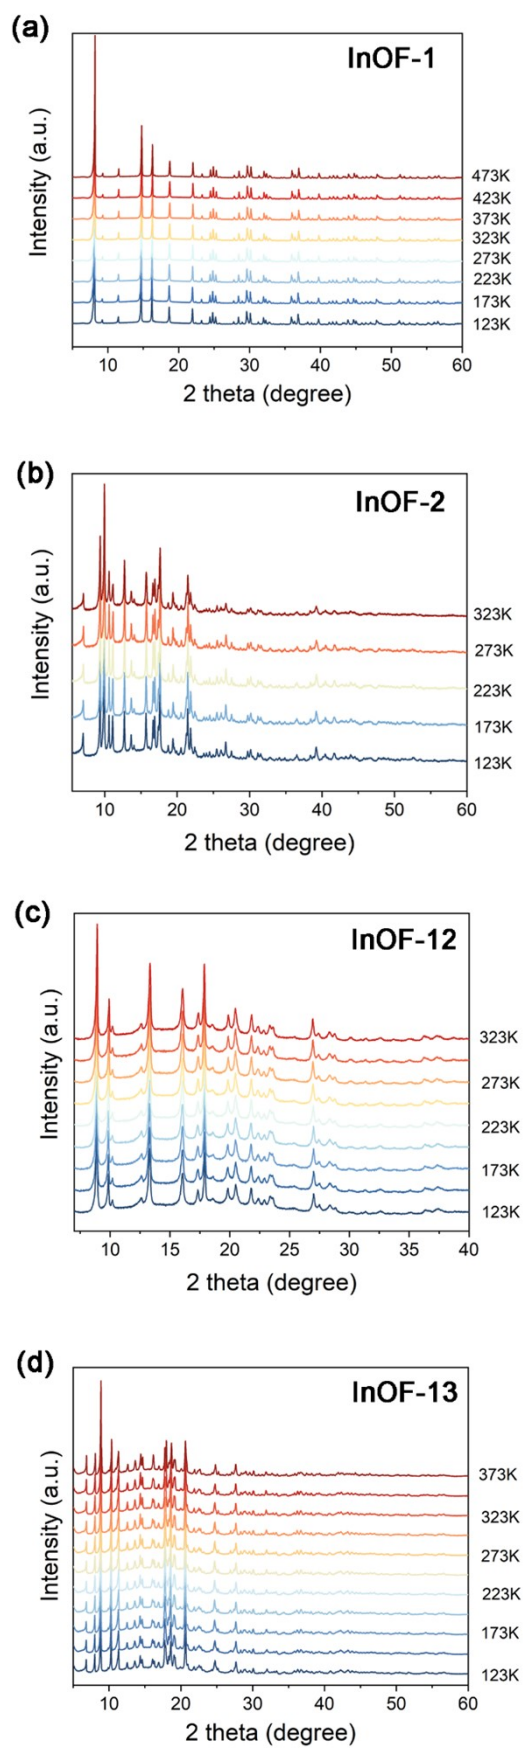 (a)
InOF-1
Intensity (a.u.)
473K
423K
373K
323K
273K
223K
173K
123K
10 20 30 40 50 60
2 theta (degree)
(b)
InOF-2
Intensity (a.u.)
323K
273K
223K
173K
123K
10 20 30 40 50 60
2 theta (degree)
(c)
InOF-12
Intensity (a.u.)
323K
273K
223K
173K
123K
10 15 20 25 30 35 40
2 theta (degree)
(d)
InOF-13
Intensity (a.u.)
373K
323K
273K
223K
173K
123K
10 20 30 40 50 60
2 theta (degree)